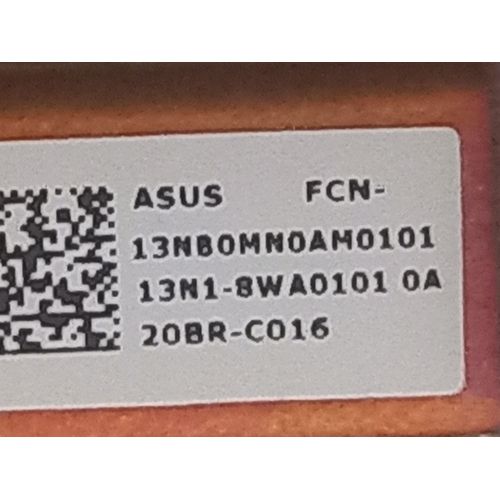 ASUS FCN-
13NB0MN0AM0101
13N1-8WA0101 0A
20BR-C016